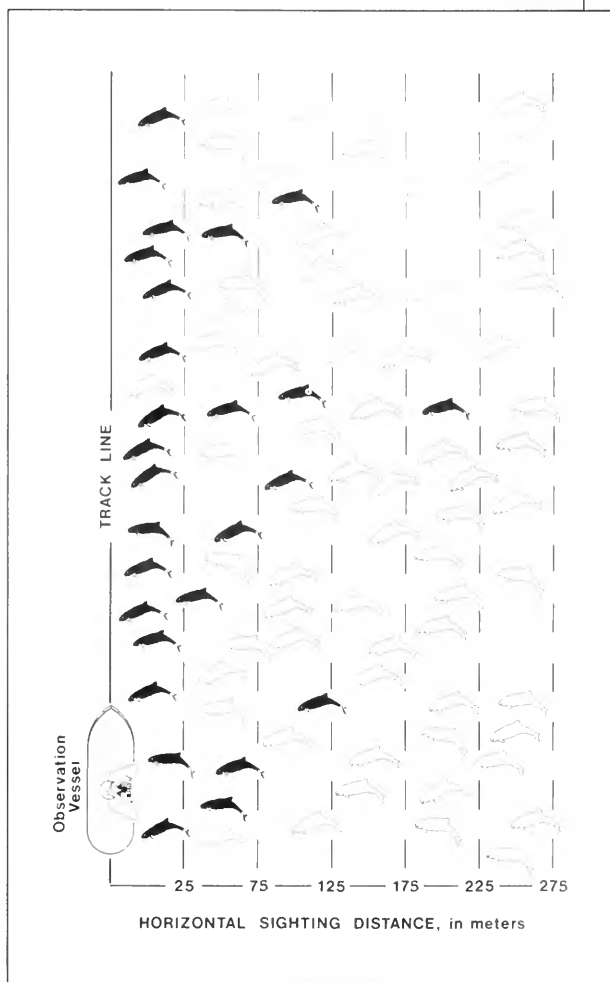 TRACK LINE
Observation
Vessel
25 75 125 175 225 275
HORIZONTAL SIGHTING DISTANCE, in meters